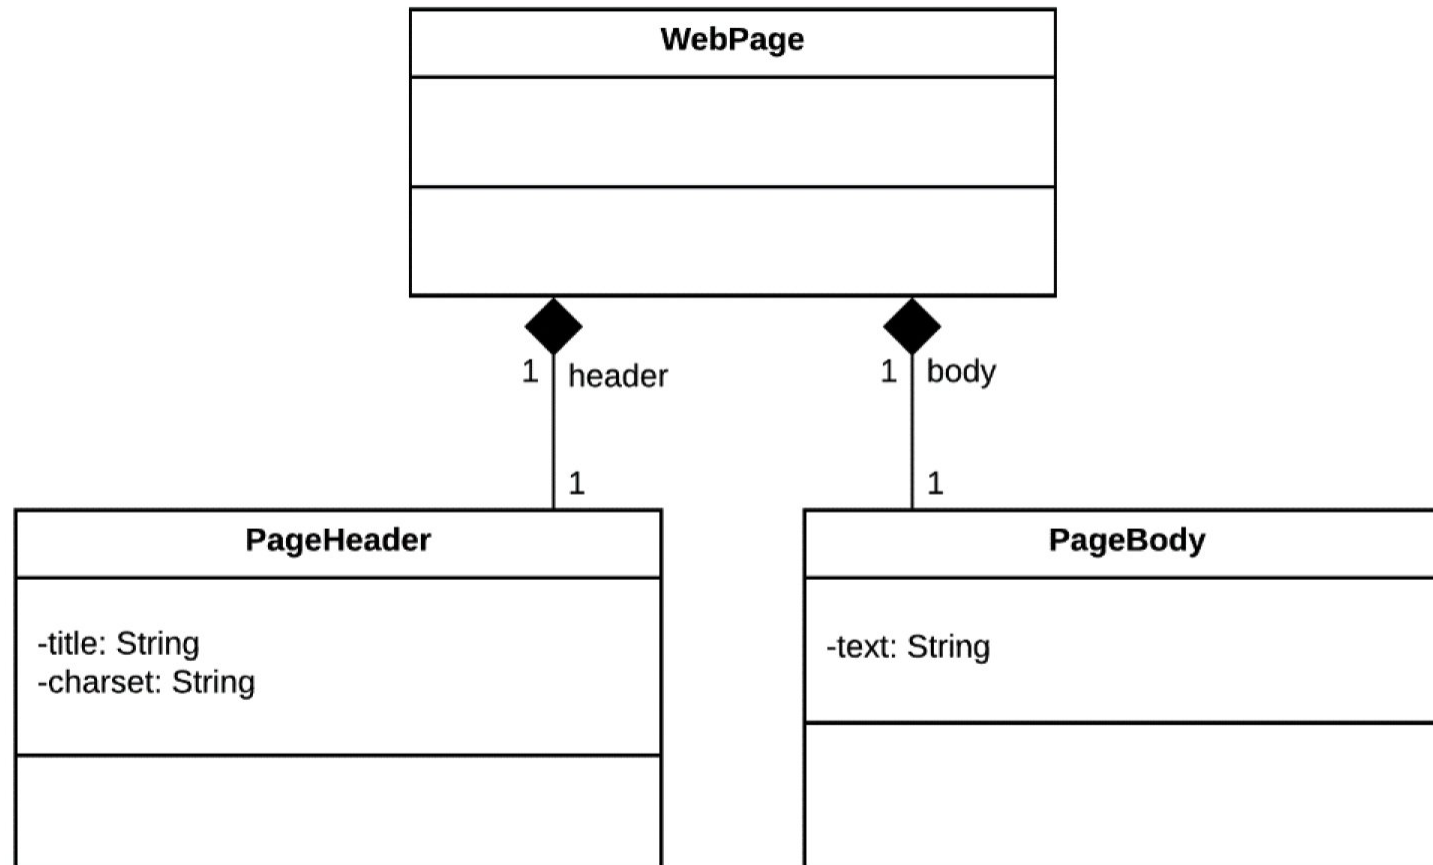 WebPage
1 header
1 body
1
1
PageHeader
PageBody
-title: String
-charset: String
-text: String